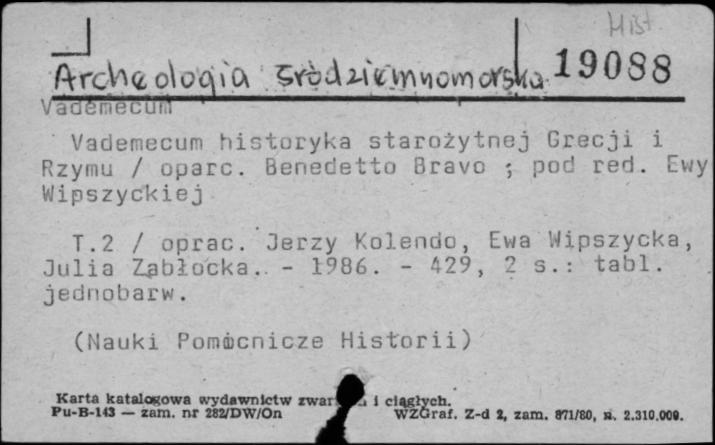 Hist.
Archeologia śródziemnomorska 19088
Vademecum
Vademecum historyka starożytnej Grecji i
Rzymu / oparc. Benedetto Bravo ; pod red. Ewy
Wipszyckiej
T.2 / oprac. Jerzy Kolendo, Ewa Wipszycka,
Julia Zabłocka. - 1986. - 429, 2 s.: tabl.
jednobarw.
(Nauki Pomocnicze Historii)
Karta katalogowa wydawnictw i ciągłych.
Pu-B-143 — zam. nr 282/DW/On WZGraf. Z-d 2, zam. 871/80, n. 2.310.000.